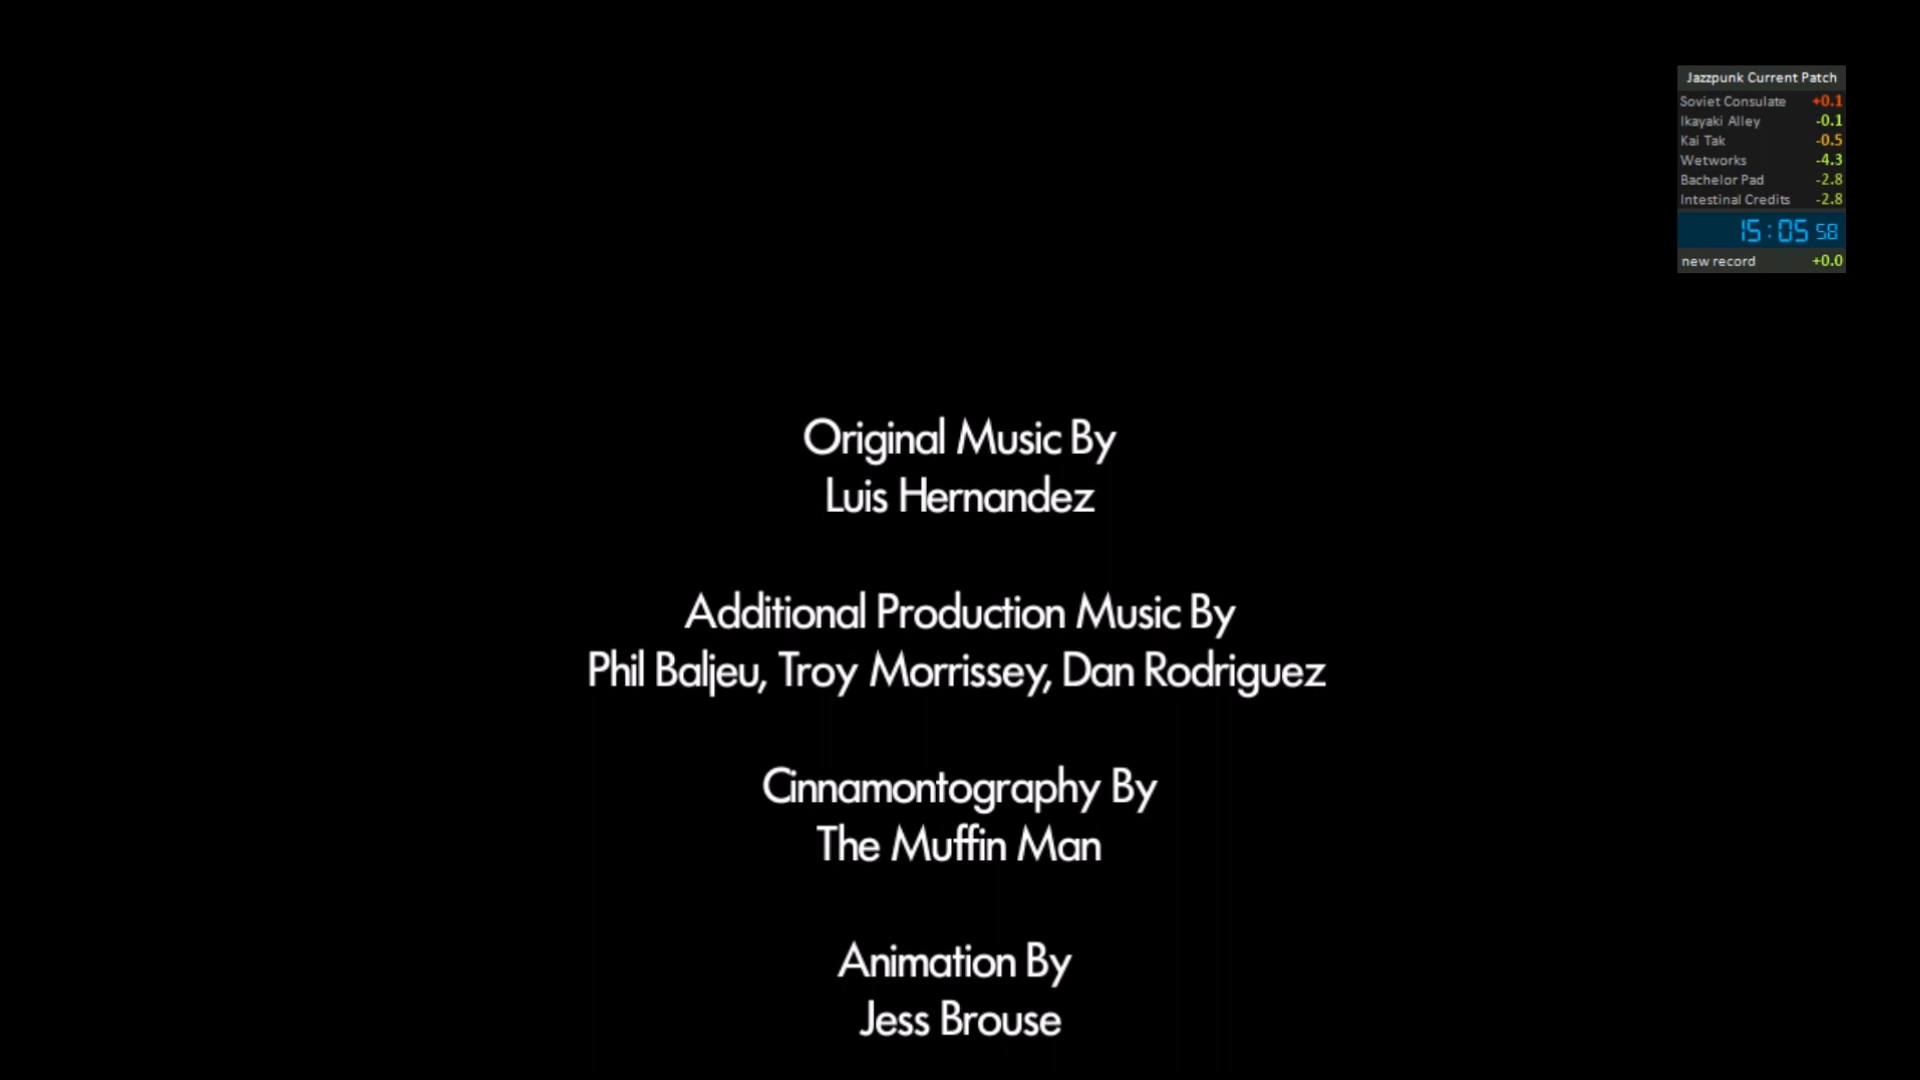 Jazzpunk Current Patch
Soviet Consulate +0.1
Ikayaki Alley -0.1
Kai Tak -0.5
Wetworks -4.3
Bachelor Pad -2.8
Intestinal Credits -2.8
15:05 58
new record +0.0
Original Music By
Luis Hernandez
Additional Production Music By
Phil Baljeu, Troy Morrissey, Dan Rodriguez
Cinnamontography By
The Muffin Man
Animation By
Jess Brouse